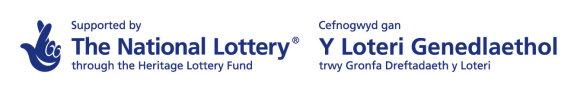 Supported by
The National Lottery®
through the Heritage Lottery Fund
Cefnogwyd gan
Y Loteri Genedlaethol
trwy Gronfa Dreftadaeth y Loteri